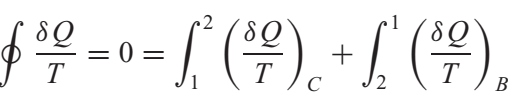 ∮ δQ/T = 0 = ∫₁² (δQ/T)_C + ∫₂¹ (δQ/T)_B